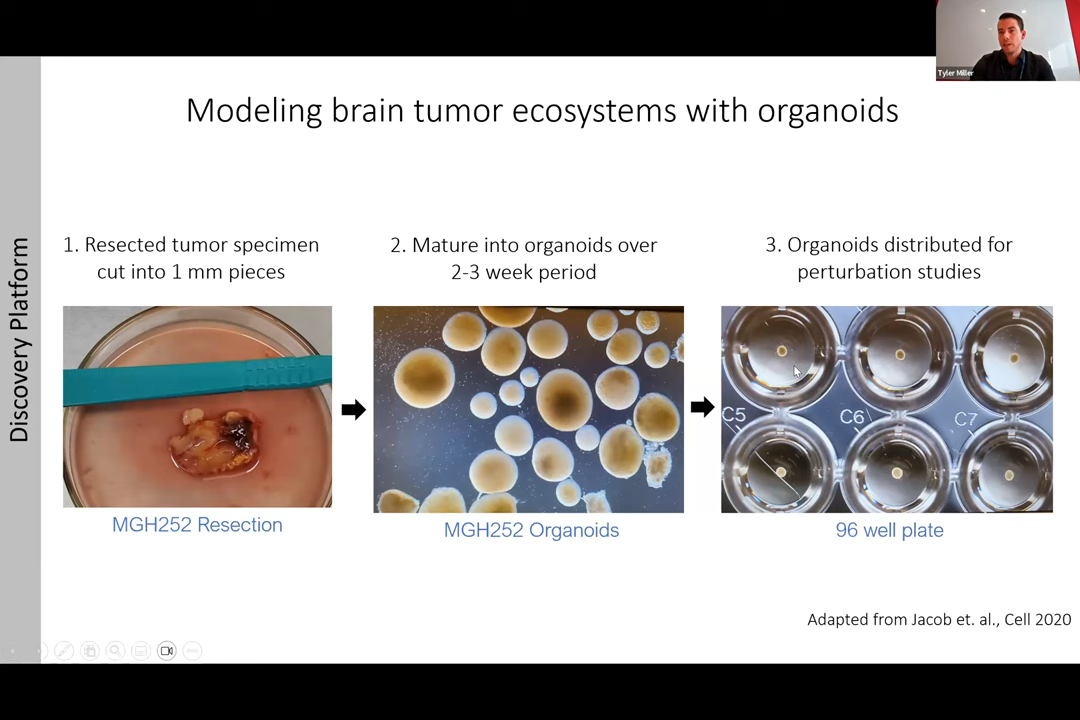 Tyler Miller
Modeling brain tumor ecosystems with organoids
Discovery Platform
1. Resected tumor specimen
cut into 1 mm pieces
2. Mature into organoids over
2-3 week period
3. Organoids distributed for
perturbation studies
C5
C6
C7
MGH252 Resection
MGH252 Organoids
96 well plate
Adapted from Jacob et. al., Cell 2020